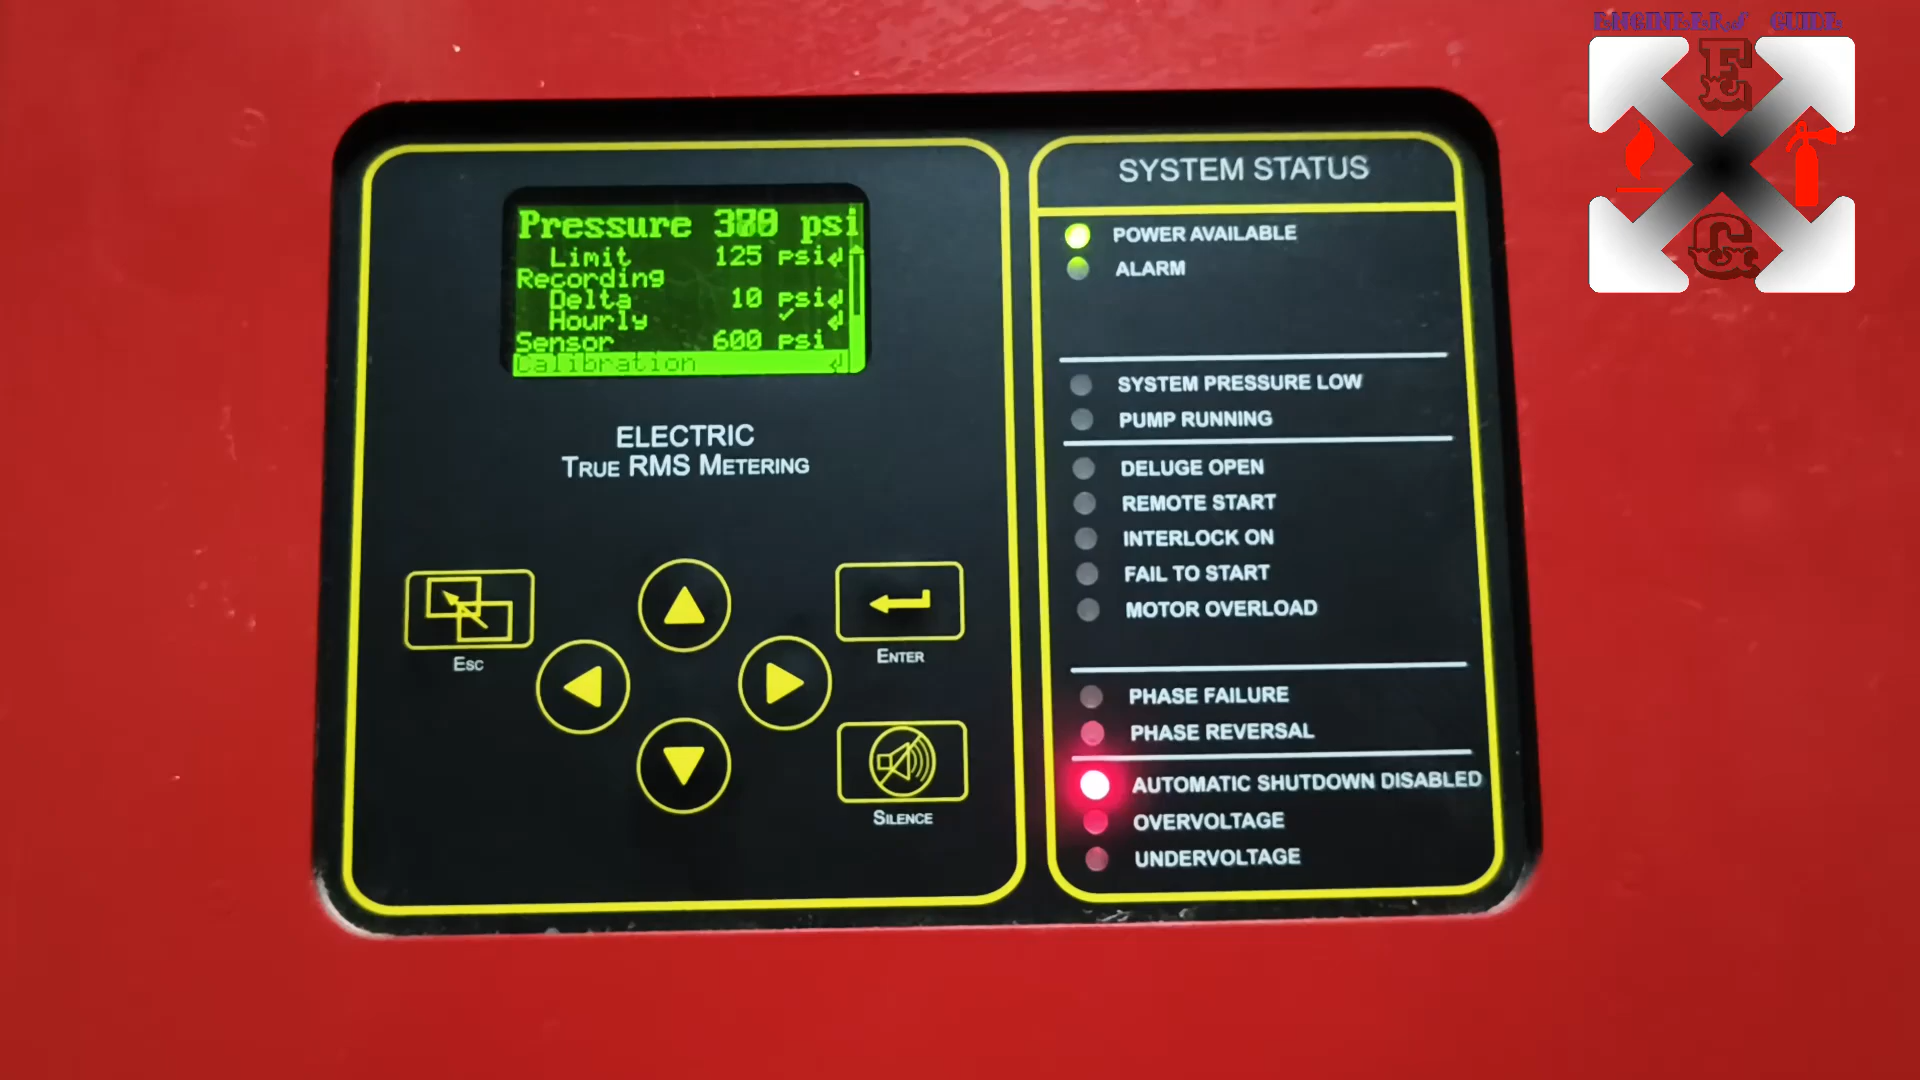 ENGINEERS GUIDE
E
G
Pressure psi
Limit 125 psi
Recording
Delta 10 psi
Hourly ✓
Sensor 600 psi
Calibration
ELECTRIC
TRUE RMS METERING
ESC
ENTER
SILENCE
SYSTEM STATUS
POWER AVAILABLE
ALARM
SYSTEM PRESSURE LOW
PUMP RUNNING
DELUGE OPEN
REMOTE START
INTERLOCK ON
FAIL TO START
MOTOR OVERLOAD
PHASE FAILURE
PHASE REVERSAL
AUTOMATIC SHUTDOWN DISABLED
OVERVOLTAGE
UNDERVOLTAGE